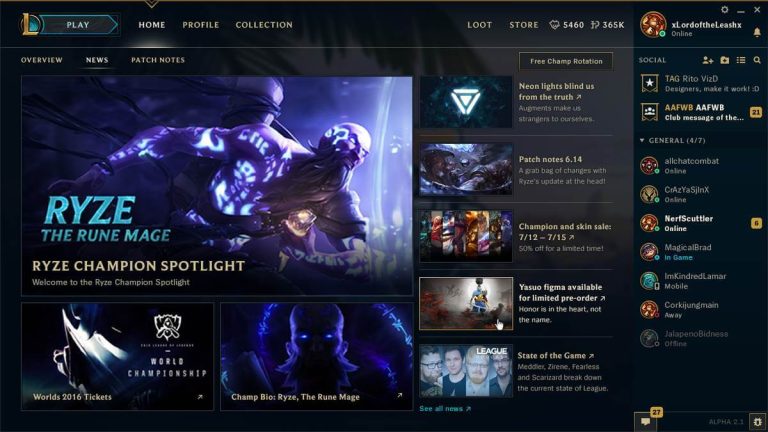 PLAY
HOME
PROFILE
COLLECTION
LOOT
STORE
5460
365K
xLordoftheLeashx
Online
OVERVIEW
NEWS
PATCH NOTES
Free Champ Rotation
RYZE
THE RUNE MAGE
RYZE CHAMPION SPOTLIGHT
Welcome to the Ryze Champion Spotlight
WORLD
CHAMPIONSHIP
Worlds 2016 Tickets
Champ Bio: Ryze, The Rune Mage
Neon lights blind us
from the truth
Augments make us
strangers to ourselves.
Patch notes 6.14
A grab bag of changes with
Ryze's update at the head!
Champion and skin sale:
7/12 – 7/15
50% off for a limited time!
Yasuo figma available
for limited pre-order
Honor is in the heart, not
the name.
LEAGUE
State of the Game
Meddler, Zirene, Fearless
and Scarizard break down
the current state of League.
See all news
SOCIAL
TAG Rito VizD
Designers, make it work! :D
AAFWB AAFWB
Club message of the...
21
GENERAL (4/7)
allchatcombat
Online
CrAzYaSjInX
Online
NerfScuttler
Online
6
MagicalBrad
In Game
ImKindredLamar
Mobile
Corkijungmain
Away
JalapenoBidness
Offline
27
ALPHA 2.1